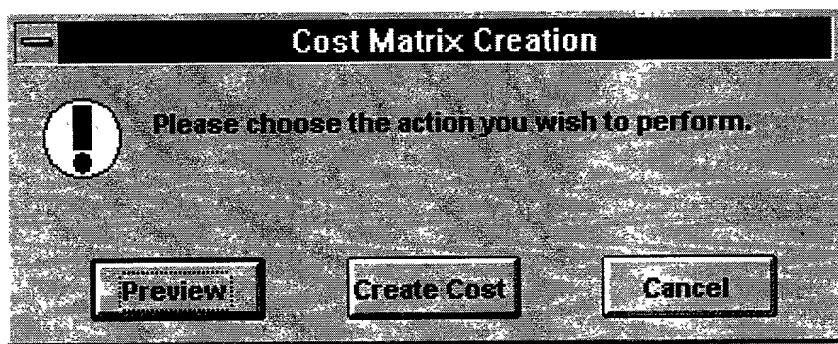 Cost Matrix Creation
Please choose the action you wish to perform.
Preview
Create Cost
Cancel